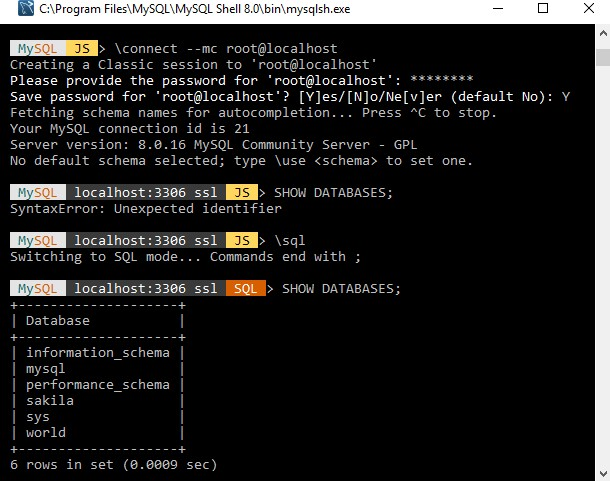 C:\Program Files\MySQL\MySQL Shell 8.0\bin\mysqlsh.exe
MySQL JS > \connect --mc root@localhost
Creating a Classic session to 'root@localhost'
Please provide the password for 'root@localhost': ********
Save password for 'root@localhost'? [Y]es/[N]o/Ne[v]er (default No): Y
Fetching schema names for autocompletion... Press ^C to stop.
Your MySQL connection id is 21
Server version: 8.0.16 MySQL Community Server - GPL
No default schema selected; type \use <schema> to set one.
MySQL localhost:3306 ssl JS > SHOW DATABASES;
SyntaxError: Unexpected identifier
MySQL localhost:3306 ssl JS > \sql
Switching to SQL mode... Commands end with ;
MySQL localhost:3306 ssl SQL > SHOW DATABASES;
+--------------------+
| Database           |
+--------------------+
| information_schema |
| mysql              |
| performance_schema |
| sakila             |
| sys                |
| world              |
+--------------------+
6 rows in set (0.0009 sec)